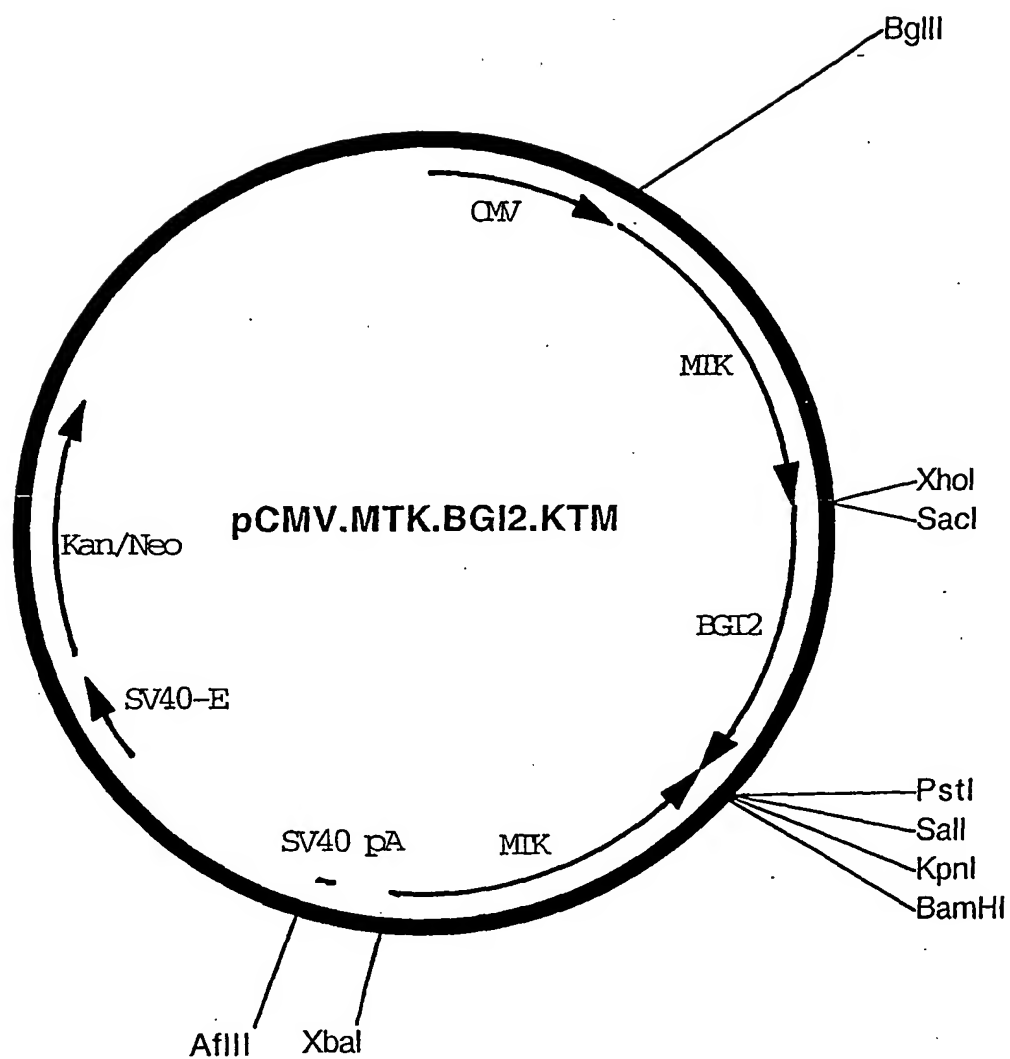 BglII
CMV
MTK
XhoI
SacI
pCMV.MTK.BGI2.KTM
Kan/Neo
BGI2
SV40-E
PstI
SalI
KpnI
BamHI
SV40 pA
MTK
AflII
XbaI